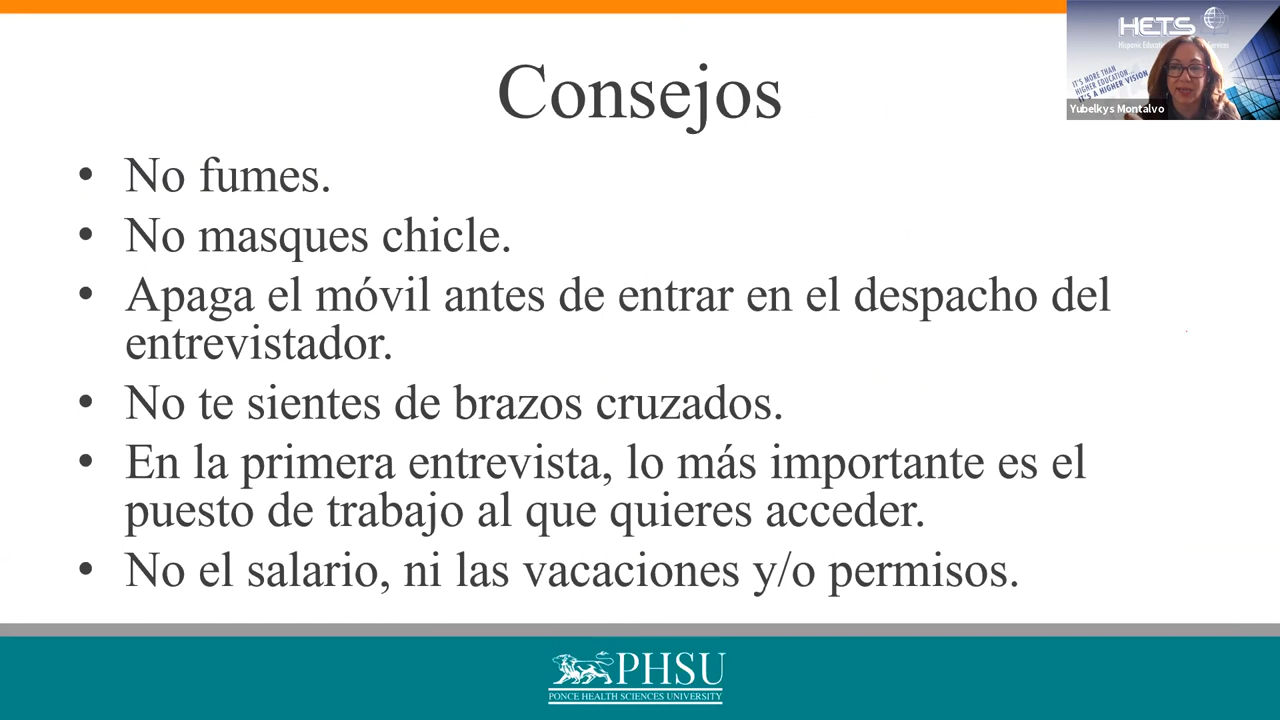 Consejos
• No fumes.
• No masques chicle.
• Apaga el móvil antes de entrar en el despacho del
entrevistador.
• No te sientes de brazos cruzados.
• En la primera entrevista, lo más importante es el
puesto de trabajo al que quieres acceder.
• No el salario, ni las vacaciones y/o permisos.
HETS
Hispanic Educa
IT'S MORE THAN
HIGHER EDUCATION...
IT'S A HIGHER VISION
Yubelkys Montalvo
PHSU
PONCE HEALTH SCIENCES UNIVERSITY